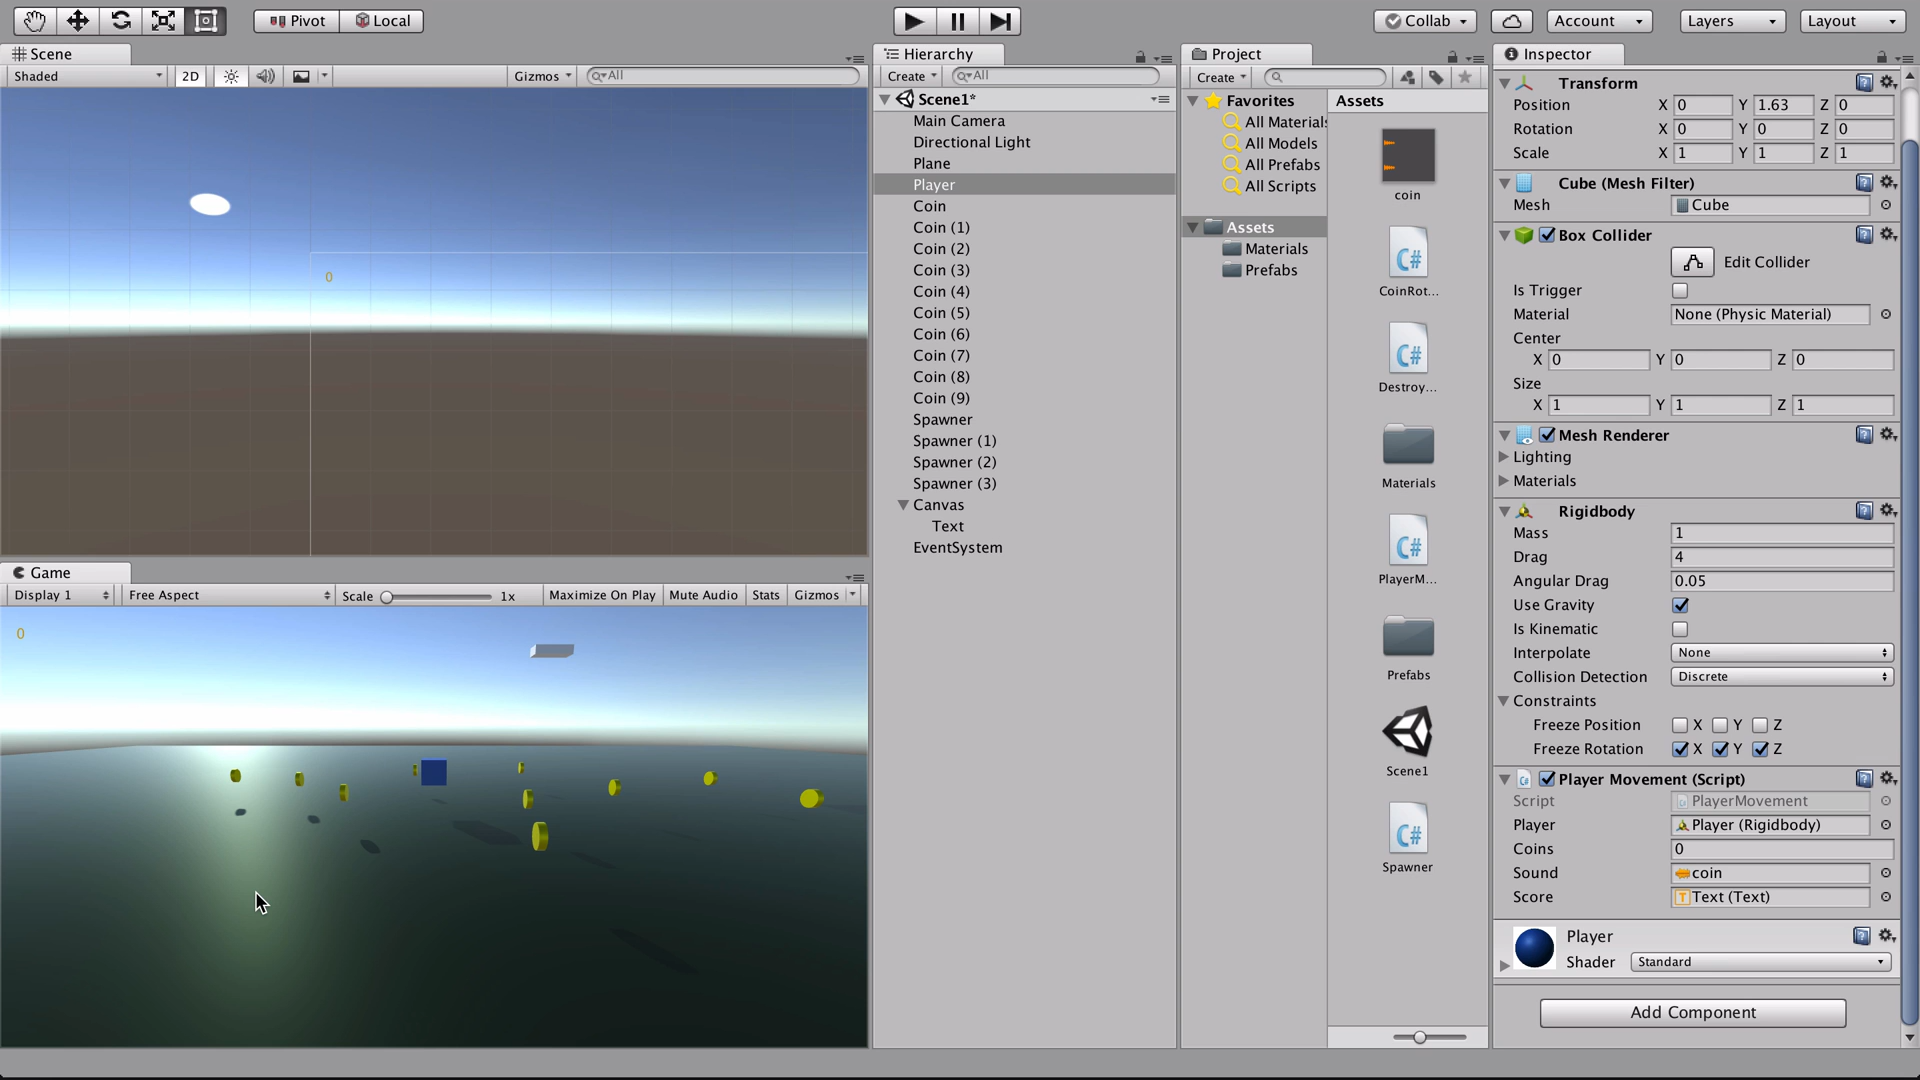 Pivot Local Collab Account Layers Layout
Scene
Shaded 2D Gizmos All
0
Game
Display 1 Free Aspect Scale 1x Maximize On Play Mute Audio Stats Gizmos
0
Hierarchy
Create All
Scene1*
Main Camera
Directional Light
Plane
Player
Coin
Coin (1)
Coin (2)
Coin (3)
Coin (4)
Coin (5)
Coin (6)
Coin (7)
Coin (8)
Coin (9)
Spawner
Spawner (1)
Spawner (2)
Spawner (3)
Canvas
Text
EventSystem
Project
Create
Favorites
All Materials
All Models
All Prefabs
All Scripts
Assets
Materials
Prefabs
Assets
coin
C#
CoinRot...
C#
Destroy...
Materials
C#
PlayerM...
Prefabs
Scene1
C#
Spawner
Inspector
Transform
Position X 0 Y 1.63 Z 0
Rotation X 0 Y 0 Z 0
Scale X 1 Y 1 Z 1
Cube (Mesh Filter)
Mesh Cube
Box Collider
Edit Collider
Is Trigger
Material None (Physic Material)
Center
X 0 Y 0 Z 0
Size
X 1 Y 1 Z 1
Mesh Renderer
Lighting
Materials
Rigidbody
Mass 1
Drag 4
Angular Drag 0.05
Use Gravity
Is Kinematic
Interpolate None
Collision Detection Discrete
Constraints
Freeze Position X Y Z
Freeze Rotation X Y Z
Player Movement (Script)
Script PlayerMovement
Player Player (Rigidbody)
Coins 0
Sound coin
Score Text (Text)
Player
Shader Standard
Add Component